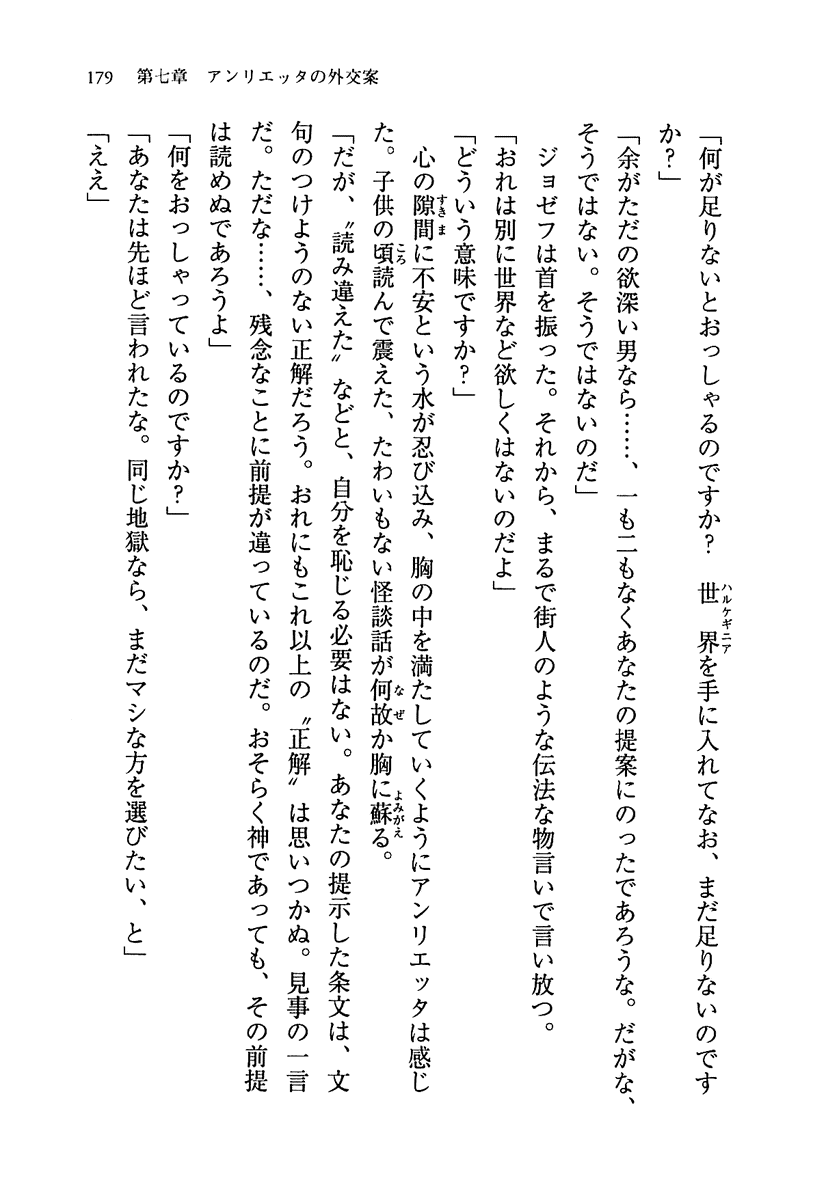 179　第七章　アンリエッタの外交案
「何が足りないとおっしゃるのですか？　世界を手に入れてなお、まだ足りないのです
か？」
「余がただの欲深い男なら……、一も二もなくあなたの提案にのったであろうな。だがな、
そうではない。そうではないのだ」
　ジョゼフは首を振った。それから、まるで街人のような伝法な物言いで言い放つ。
「おれは別に世界など欲しくはないのだよ」
「どういう意味ですか？」
　心の隙間に不安という水が忍び込み、胸の中を満たしていくようにアンリエッタは感じ
た。子供の頃読んで震えた、たわいもない怪談話が何故か胸に蘇る。
「だが、〝読み違えた〟などと、自分を恥じる必要はない。あなたの提示した条文は、文
句のつけようのない正解だろう。おれにもこれ以上の〝正解〟は思いつかぬ。見事の一言
だ。ただな……、残念なことに前提が違っているのだ。おそらく神であっても、その前提
は読めぬであろうよ」
「何をおっしゃっているのですか？」
「あなたは先ほど言われたな。同じ地獄なら、まだマシな方を選びたい、と」
「ええ」
ハルケギニア
すきま
ころ
なぜ
よみがえ